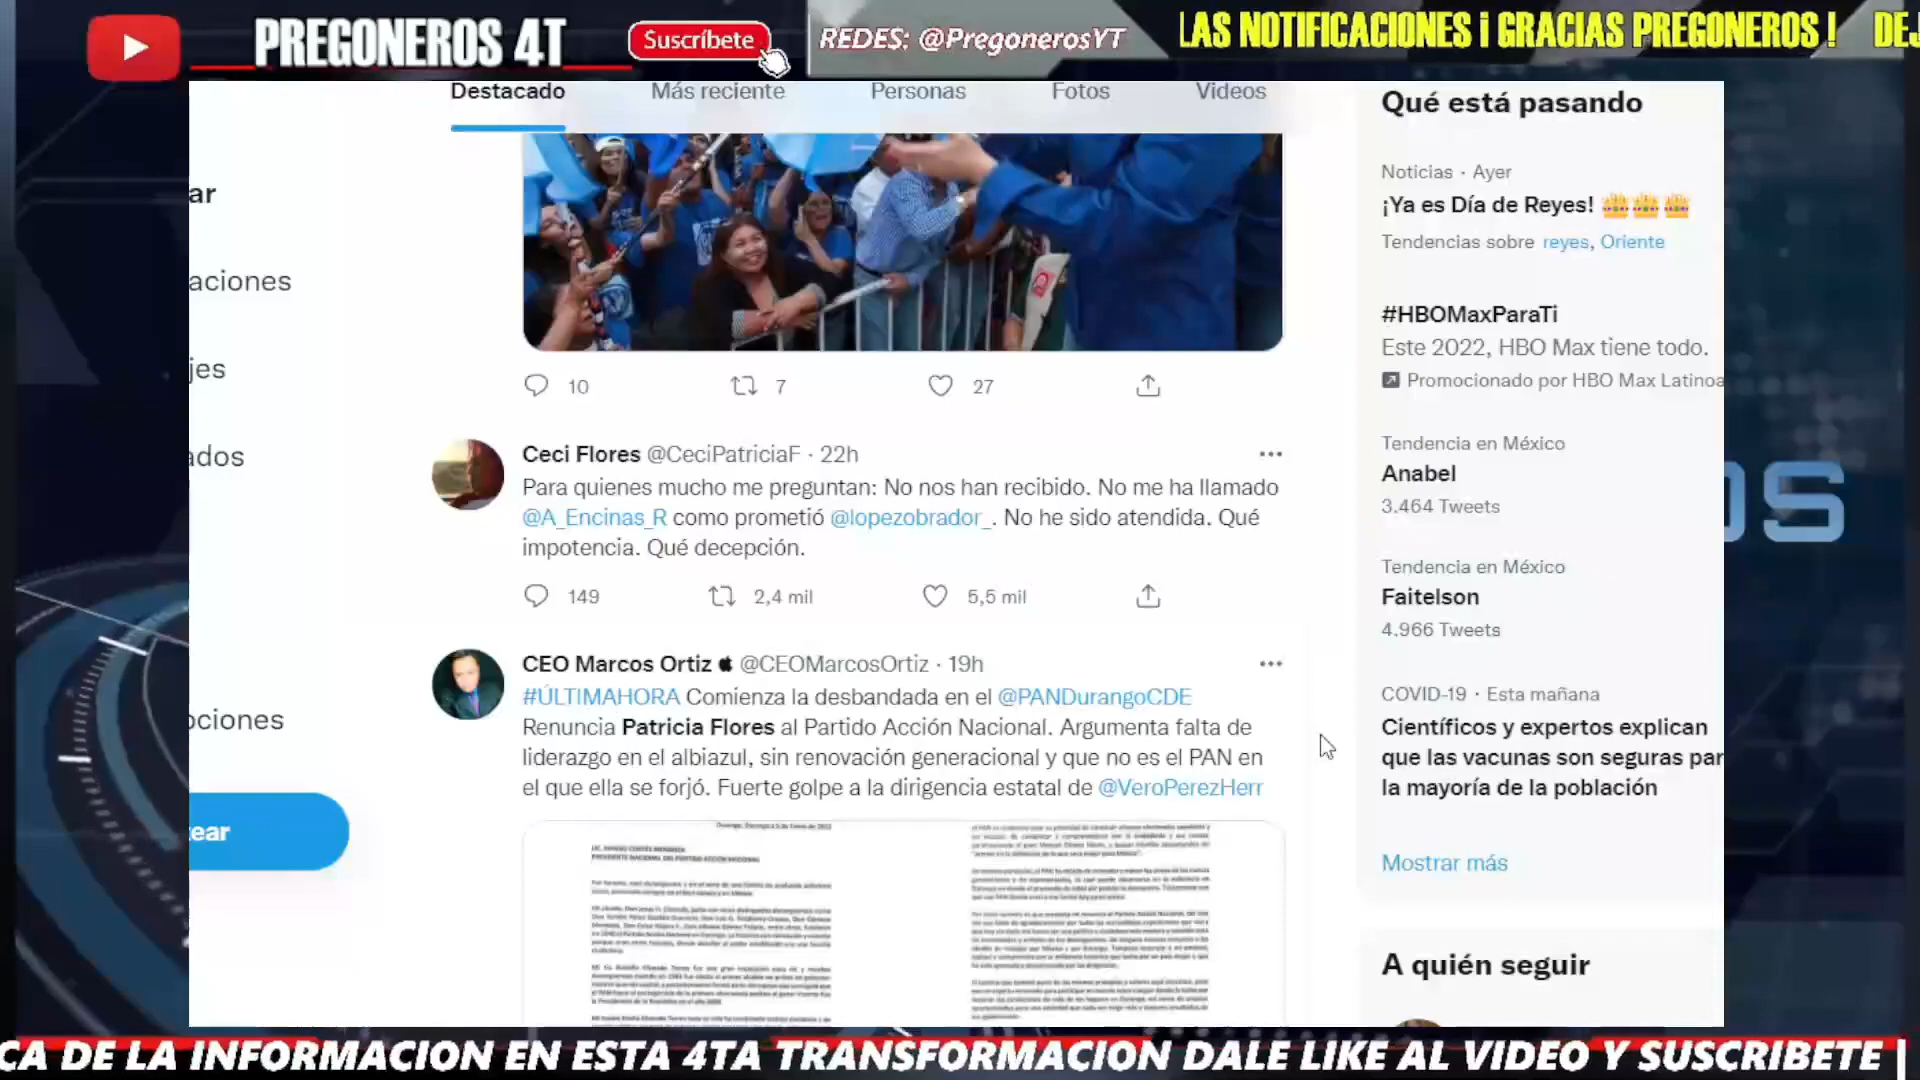 PREGONEROS 4T
Suscríbete
REDES: @PregonerosYT
LAS NOTIFICACIONES ¡ GRACIAS PREGONEROS ! DEJ
Destacado
Más reciente
Personas
Fotos
Videos
ar
aciones
jes
ados
ociones
ear
10
7
27
Ceci Flores @CeciPatriciaF · 22h
Para quienes mucho me preguntan: No nos han recibido. No me ha llamado
@A_Encinas_R como prometió @lopezobrador_. No he sido atendida. Qué
impotencia. Qué decepción.
149
2,4 mil
5,5 mil
CEO Marcos Ortiz @CEOMarcosOrtiz · 19h
#ÚLTIMAHORA Comienza la desbandada en el @PANDurangoCDE
Renuncia Patricia Flores al Partido Acción Nacional. Argumenta falta de
liderazgo en el albiazul, sin renovación generacional y que no es el PAN en
el que ella se forjó. Fuerte golpe a la dirigencia estatal de @VeroPerezHerr
PRESIDENTE NACIONAL DEL PARTIDO ACCIÓN NACIONAL
Qué está pasando
Noticias · Ayer
¡Ya es Día de Reyes! 👑👑👑
Tendencias sobre reyes, Oriente
#HBOMaxParaTi
Este 2022, HBO Max tiene todo.
Promocionado por HBO Max Latinoa
Tendencia en México
Anabel
3.464 Tweets
Tendencia en México
Faitelson
4.966 Tweets
COVID-19 · Esta mañana
Científicos y expertos explican
que las vacunas son seguras par
la mayoría de la población
Mostrar más
A quién seguir
OS
CA DE LA INFORMACION EN ESTA 4TA TRANSFORMACION DALE LIKE AL VIDEO Y SUSCRIBETE |